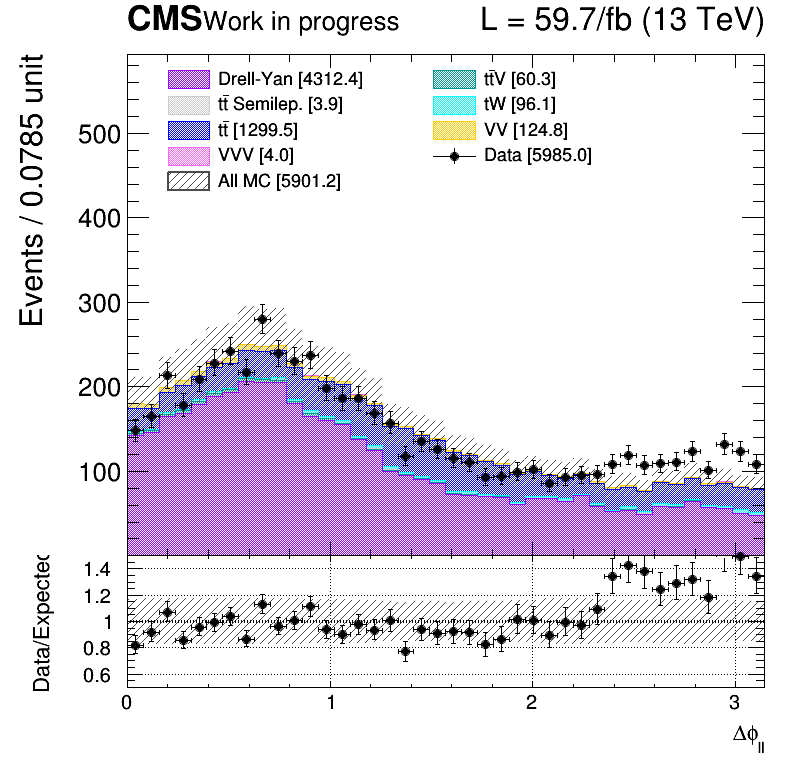 CMS Work in progress L = 59.7/fb (13 TeV)
Drell-Yan [4312.4]
tt̄ Semilep. [3.9]
tt̄ [1299.5]
VVV [4.0]
All MC [5901.2]
tt̄V [60.3]
tW [96.1]
VV [124.8]
Data [5985.0]
Events / 0.0785 unit
500
400
300
200
100
Data/Expected
1.4
1.2
1
0.8
0.6
0 1 2 3
Δϕll